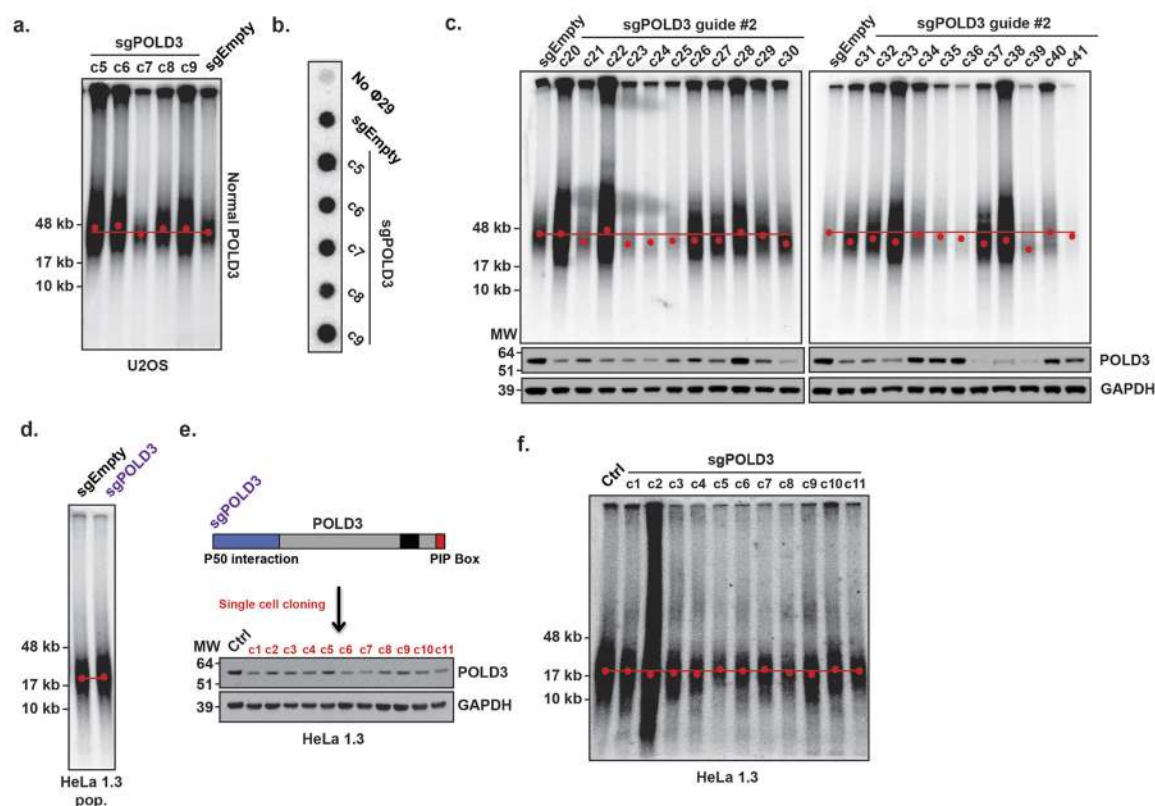 a.
sgPOLD3
c5 c6 c7 c8 c9 sgEmpty
48 kb
17 kb
10 kb
Normal POLD3
U2OS
b.
No Φ29
sgEmpty
c5
c6
c7
c8
c9
sgPOLD3
c.
sgPOLD3 guide #2
sgEmpty c20 c21 c22 c23 c24 c25 c26 c27 c28 c29 c30
sgPOLD3 guide #2
sgEmpty c31 c32 c33 c34 c35 c36 c37 c38 c39 c40 c41
48 kb
17 kb
10 kb
48 kb
17 kb
10 kb
MW
64
51
POLD3
39
GAPDH
d.
sgEmpty
sgPOLD3
48 kb
17 kb
10 kb
HeLa 1.3
pop.
e.
sgPOLD3
POLD3
P50 interaction
PIP Box
Single cell cloning
MW Ctrl c1 c2 c3 c4 c5 c6 c7 c8 c9 c10 c11
64
51
POLD3
39
GAPDH
HeLa 1.3
f.
sgPOLD3
Ctrl c1 c2 c3 c4 c5 c6 c7 c8 c9 c10 c11
48 kb
17 kb
10 kb
HeLa 1.3